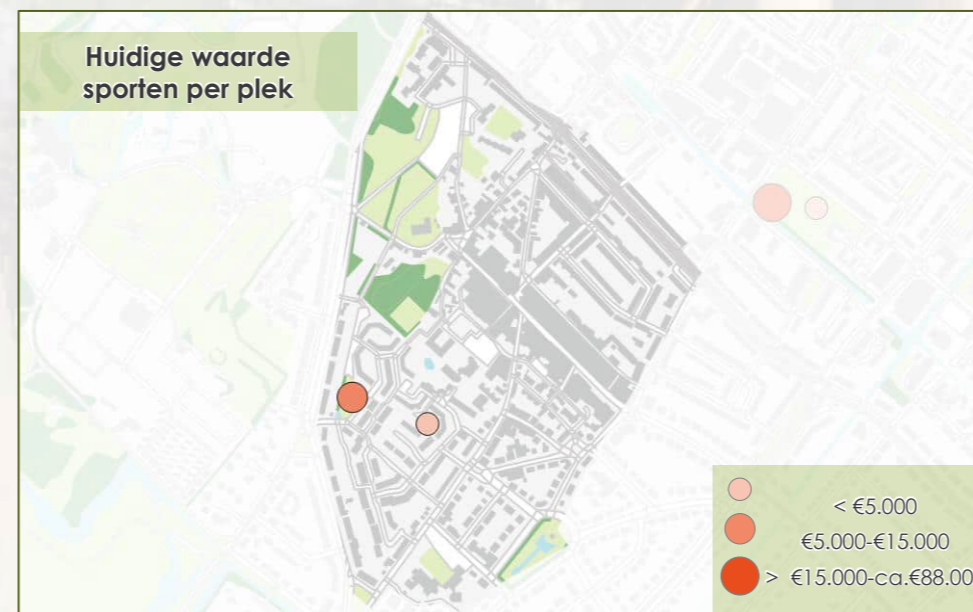 Huidige waarde
sporten per plek
< €5.000
€5.000-€15.000
> €15.000-ca.€88.00